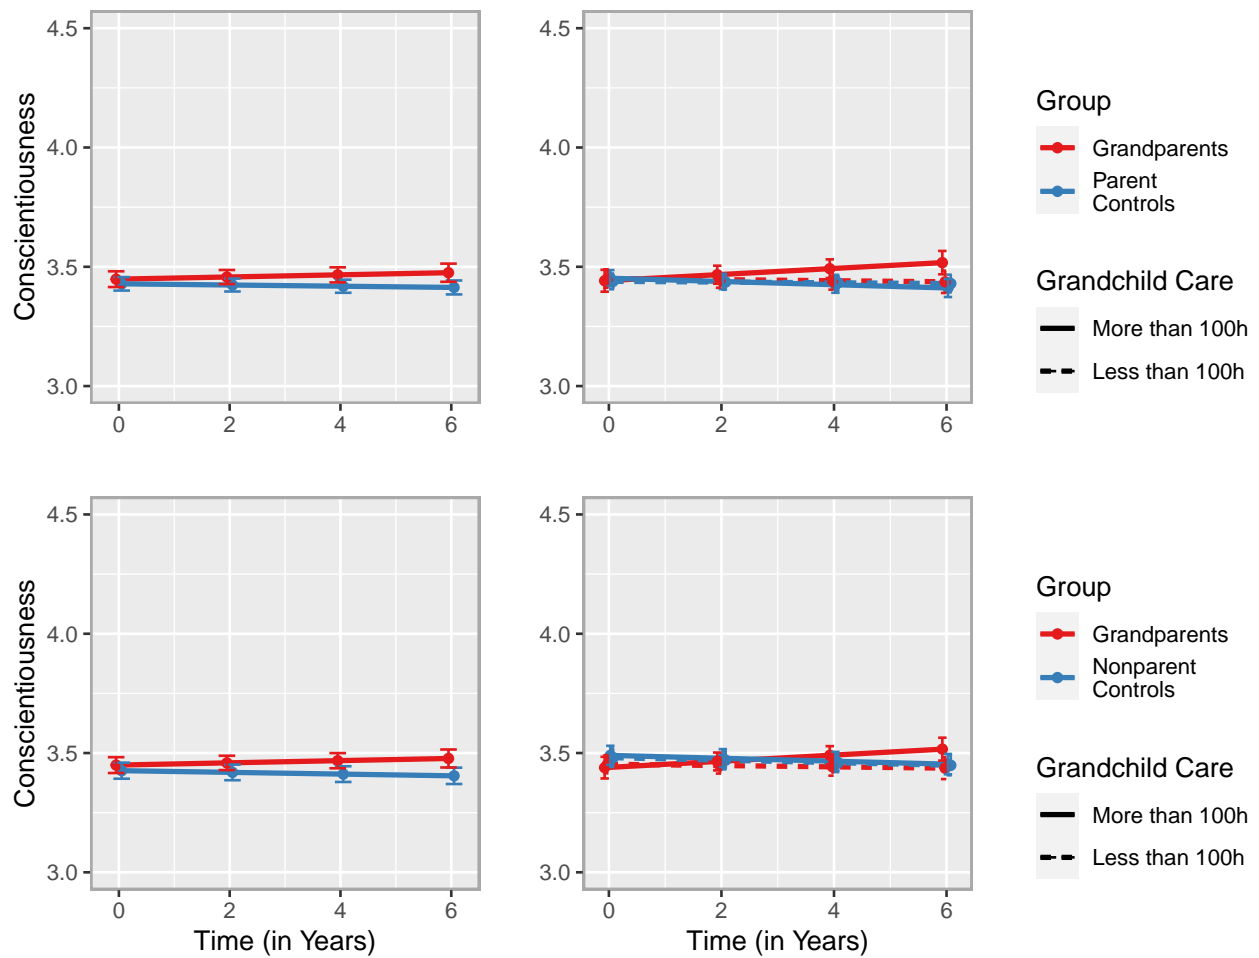 4.5
4.0
3.5
3.0
Conscientiousness
0 2 4 6
4.5
4.0
3.5
3.0
0 2 4 6
Group
Grandparents
Parent
Controls
Grandchild Care
More than 100h
Less than 100h
4.5
4.0
3.5
3.0
Conscientiousness
0 2 4 6
Time (in Years)
4.5
4.0
3.5
3.0
0 2 4 6
Time (in Years)
Group
Grandparents
Nonparent
Controls
Grandchild Care
More than 100h
Less than 100h